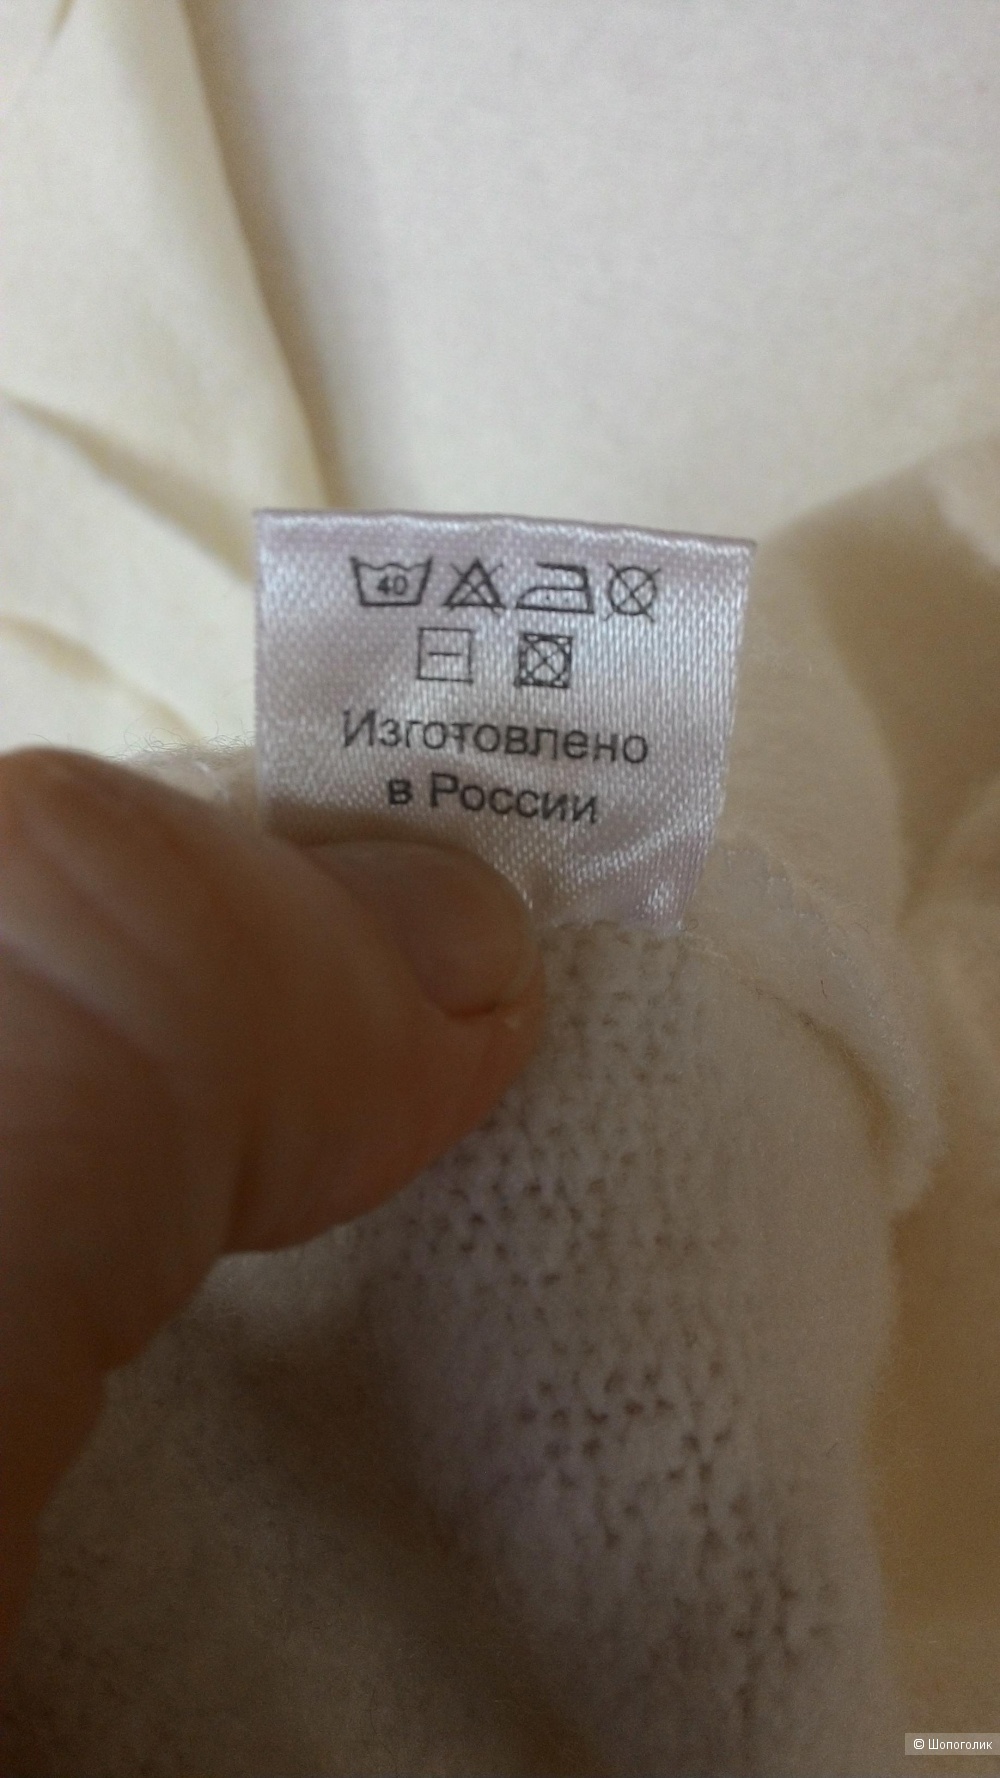 40
Изготовлено
в России
© Шопоголик